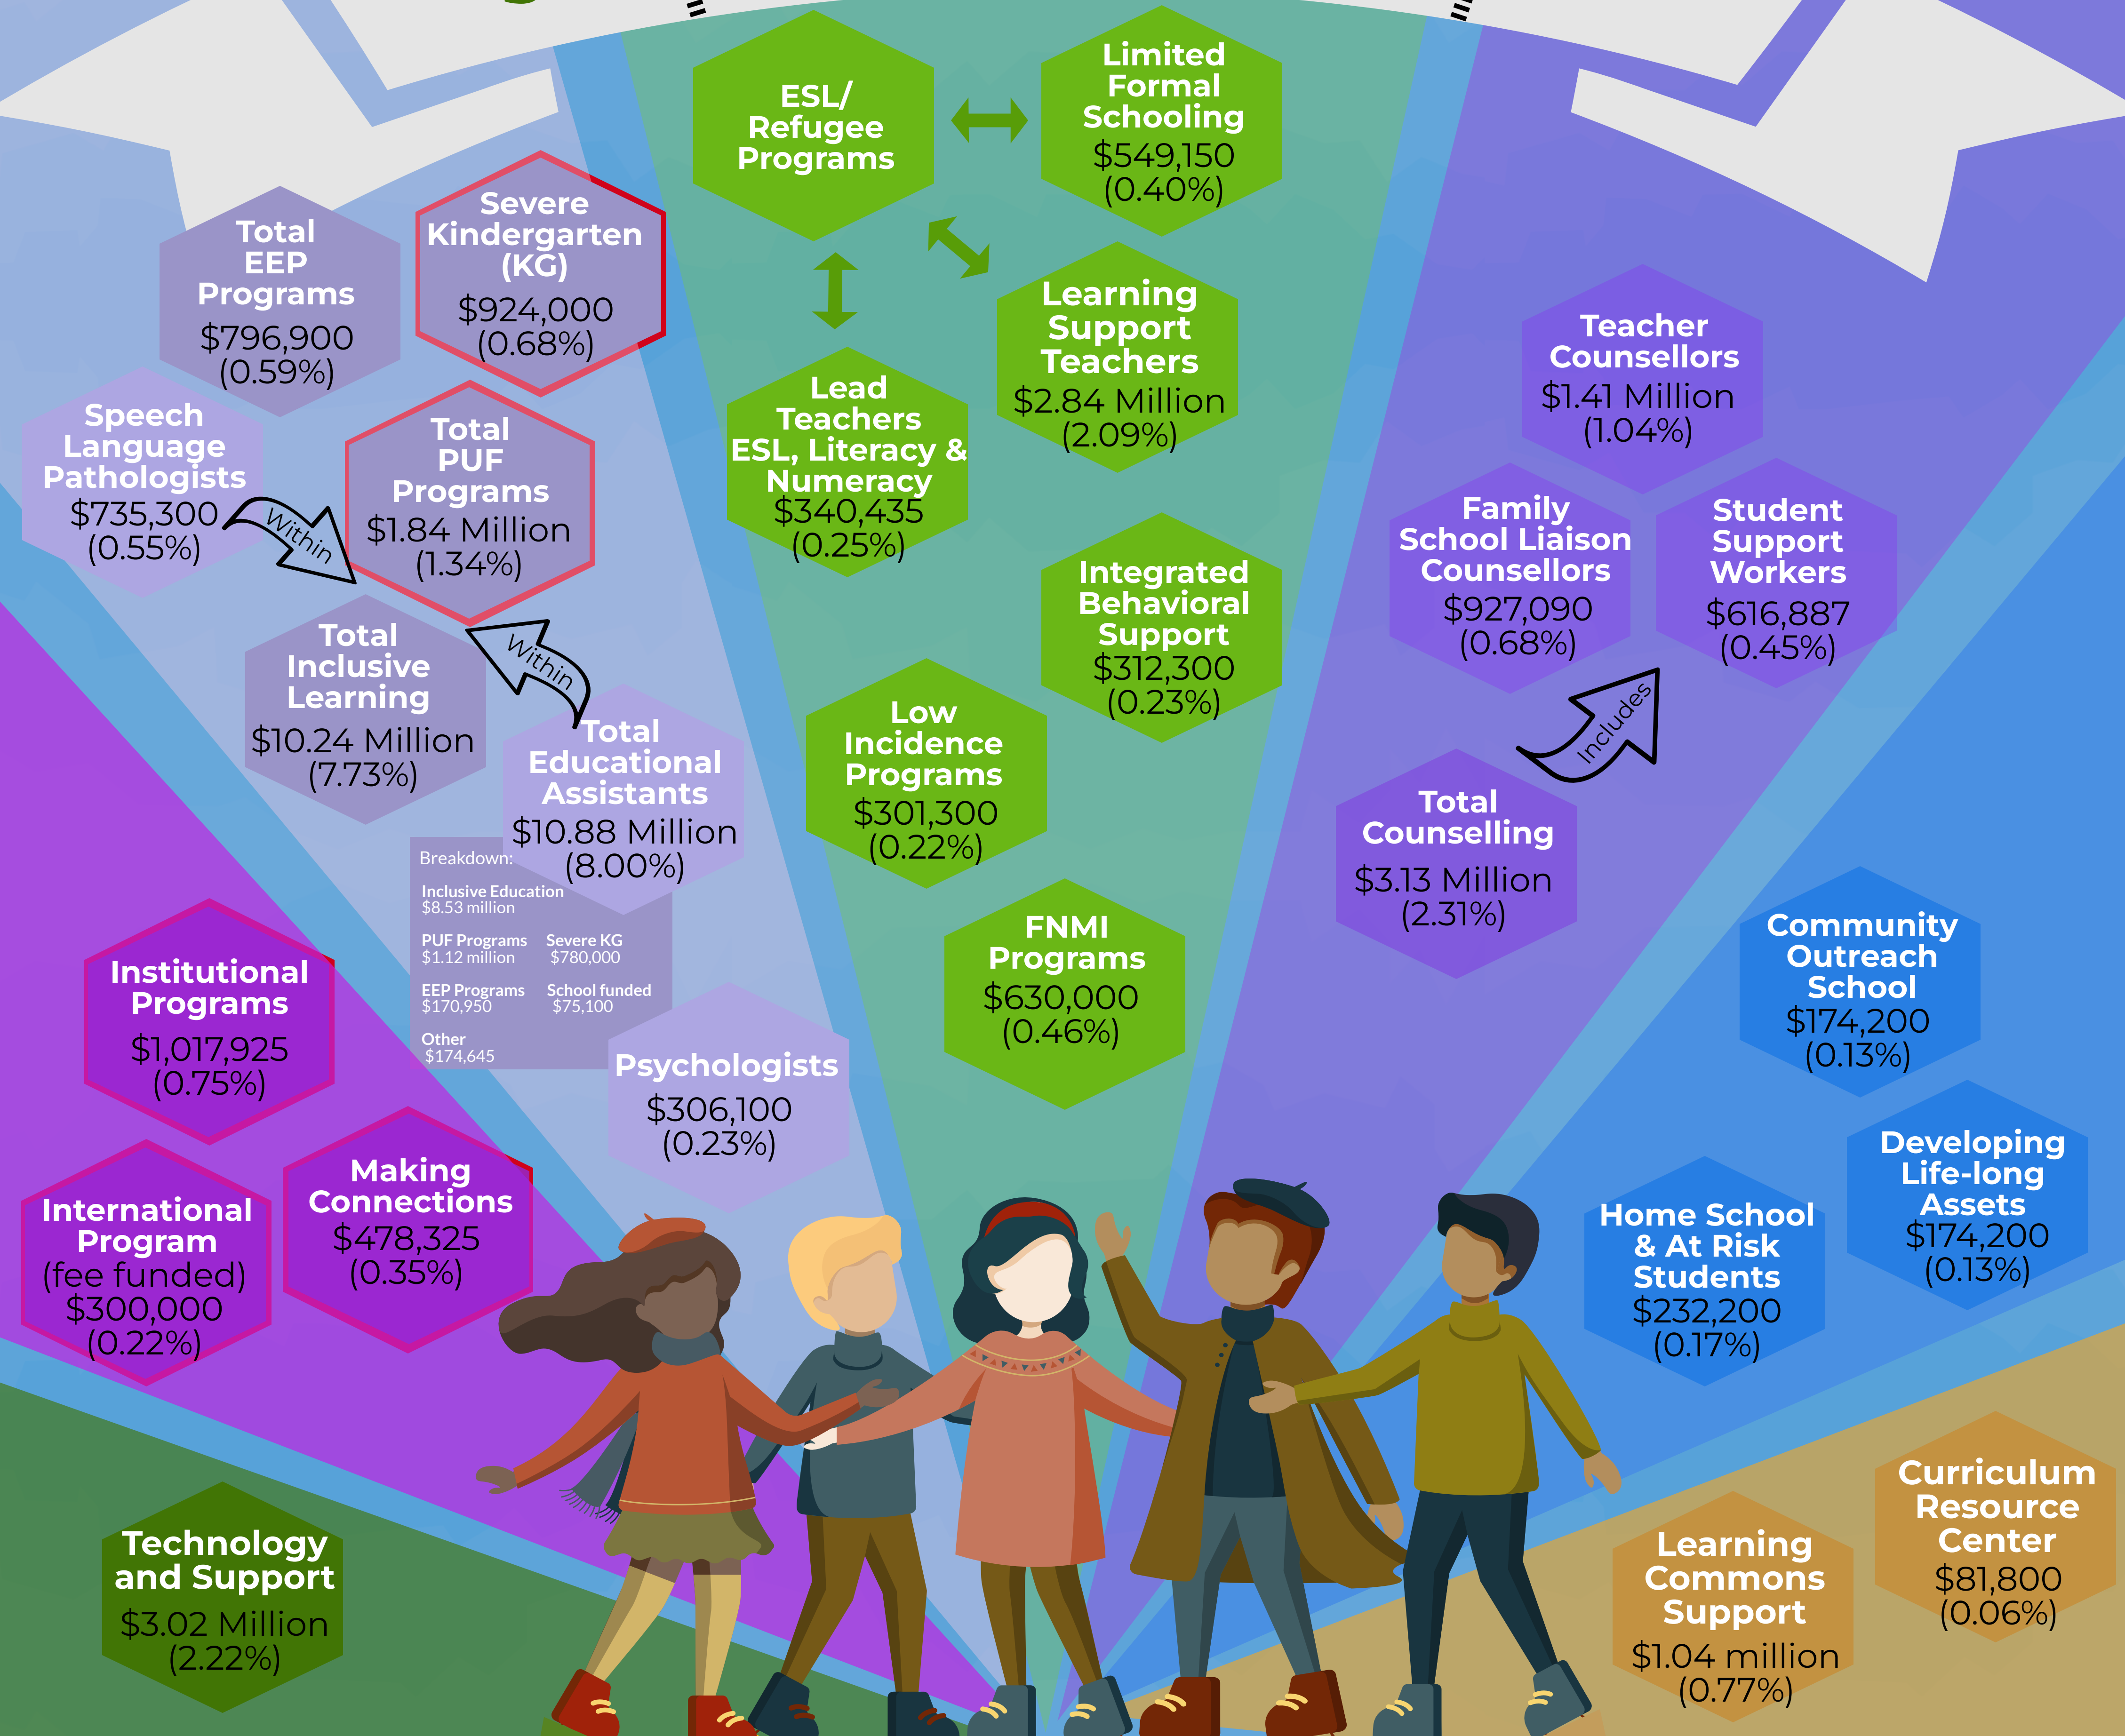 ESL/
Refugee
Programs
Limited
Formal
Schooling
$549,150
(0.40%)
Total
EEP
Programs
$796,900
(0.59%)
Severe
Kindergarten
(KG)
$924,000
(0.68%)
Learning
Support
Teachers
$2.84 Million
(2.09%)
Teacher
Counsellors
$1.41 Million
(1.04%)
Speech
Language
Pathologists
$735,300
(0.55%)
Within
Total
PUF
Programs
$1.84 Million
(1.34%)
Lead
Teachers
ESL, Literacy &
Numeracy
$340,435
(0.25%)
Family
School Liaison
Counsellors
$927,090
(0.68%)
Student
Support
Workers
$616,887
(0.45%)
Integrated
Behavioral
Support
$312,300
(0.23%)
Total
Inclusive
Learning
$10.24 Million
(7.73%)
Within
Total
Educational
Assistants
$10.88 Million
(8.00%)
Low
Incidence
Programs
$301,300
(0.22%)
Includes
Total
Counselling
$3.13 Million
(2.31%)
Breakdown:
Inclusive Education
$8.53 million
PUF Programs
$1.12 million
Severe KG
$780,000
EEP Programs
$170,950
School funded
$75,100
Other
$174,645
FNMI
Programs
$630,000
(0.46%)
Community
Outreach
School
$174,200
(0.13%)
Institutional
Programs
$1,017,925
(0.75%)
Psychologists
$306,100
(0.23%)
Developing
Life-long
Assets
$174,200
(0.13%)
Making
Connections
$478,325
(0.35%)
International
Program
(fee funded)
$300,000
(0.22%)
Home School
& At Risk
Students
$232,200
(0.17%)
Technology
and Support
$3.02 Million
(2.22%)
Learning
Commons
Support
$1.04 million
(0.77%)
Curriculum
Resource
Center
$81,800
(0.06%)